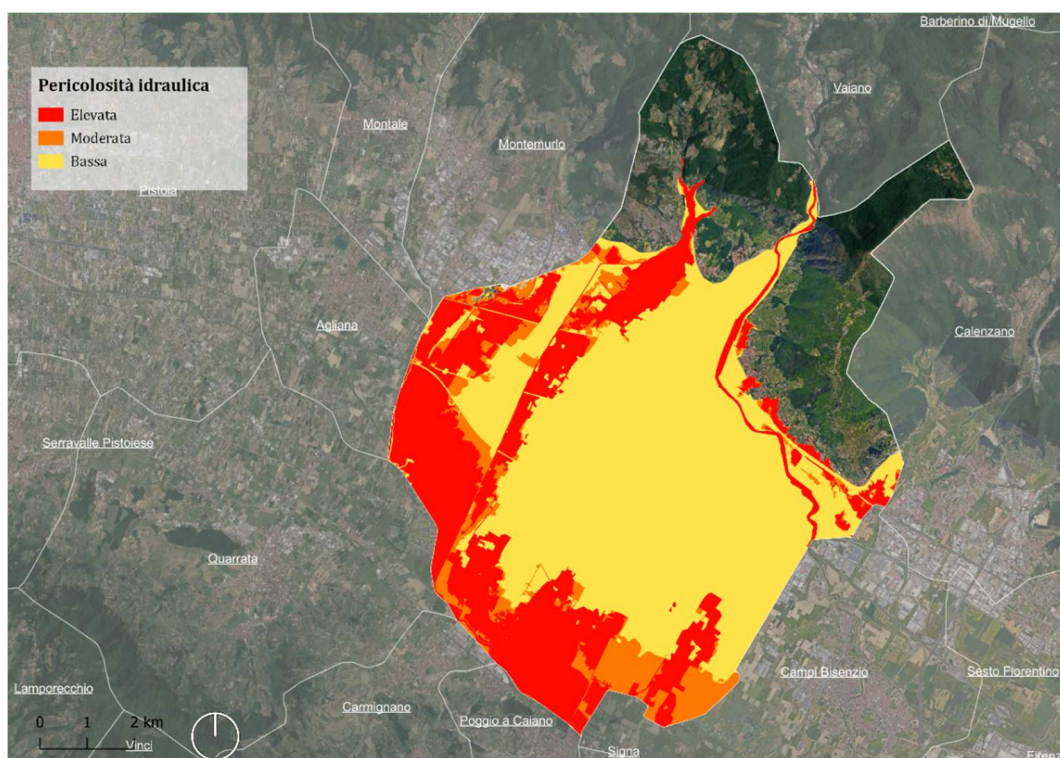 Barberino di Mugello
Pericolosità idraulica
Elevata
Moderata
Bassa
Vaiano
Montale
Montemurlo
Pistoia
Agliana
Calenzano
Serravalle Pistoiese
Quarrata
Lamporecchio
Carmignano
Poggio a Caiano
Campi Bisenzio
Sesto Fiorentino
0 1 2 km
Vinci
Signa
Firenz